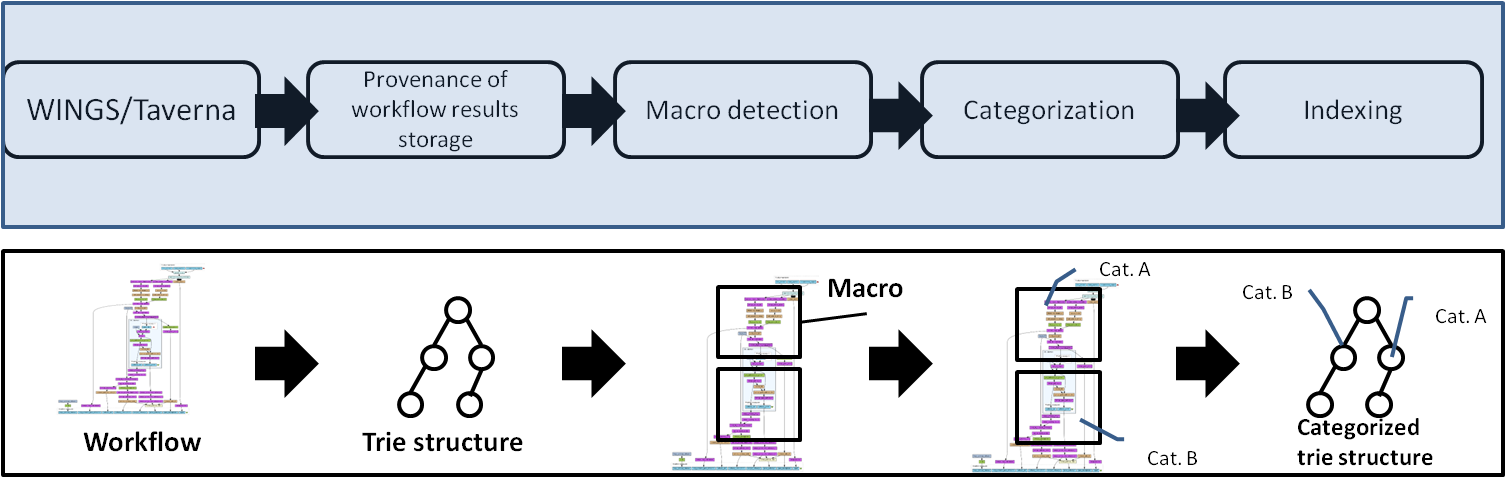 WINGS/Taverna
Provenance of
workflow results
storage
Macro detection
Categorization
Indexing
Workflow
Trie structure
Macro
Cat. A
Cat. B
Cat. B
Cat. A
Categorized
trie structure